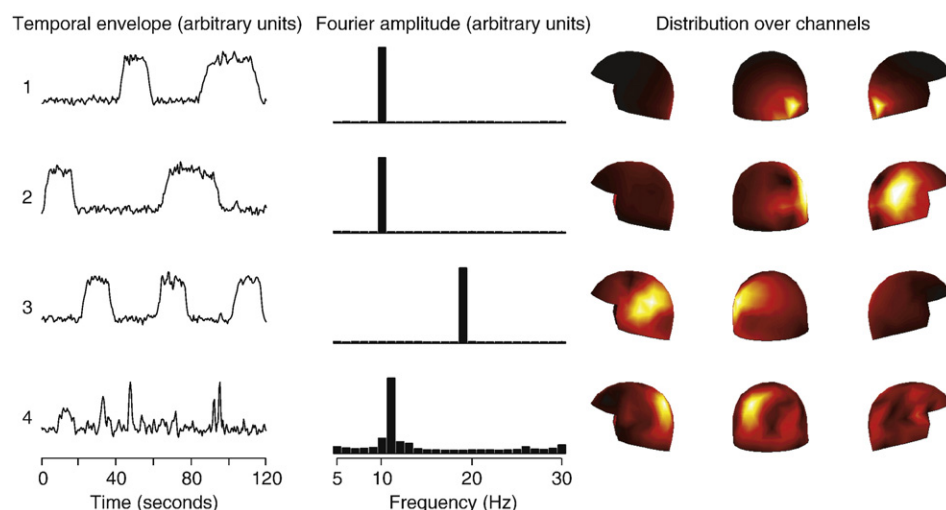 Temporal envelope (arbitrary units) Fourier amplitude (arbitrary units) Distribution over channels
1
2
3
4
0 40 80 120 5 10 20 30
Time (seconds) Frequency (Hz)